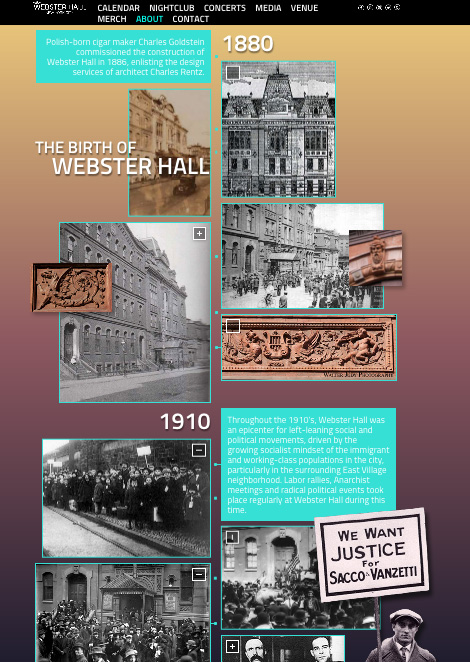 WEBSTER HALL
CALENDAR NIGHTCLUB CONCERTS MEDIA VENUE
MERCH ABOUT CONTACT
Polish-born cigar maker Charles Goldstein
commissioned the construction of
Webster Hall in 1886, enlisting the design
services of architect Charles Rentz.
1880
THE BIRTH OF
WEBSTER HALL
WALTER JUDY PHOTOGRAPHY
1910
Throughout the 1910's, Webster Hall was
an epicenter for left-leaning social and
political movements, driven by the
growing socialist mindset of the immigrant
and working-class populations in the city,
particularly in the surrounding East Village
neighborhood. Labor rallies, Anarchist
meetings and radical political events took
place regularly at Webster Hall during this
time.
WE WANT
JUSTICE
FOR
SACCO & VANZETTI